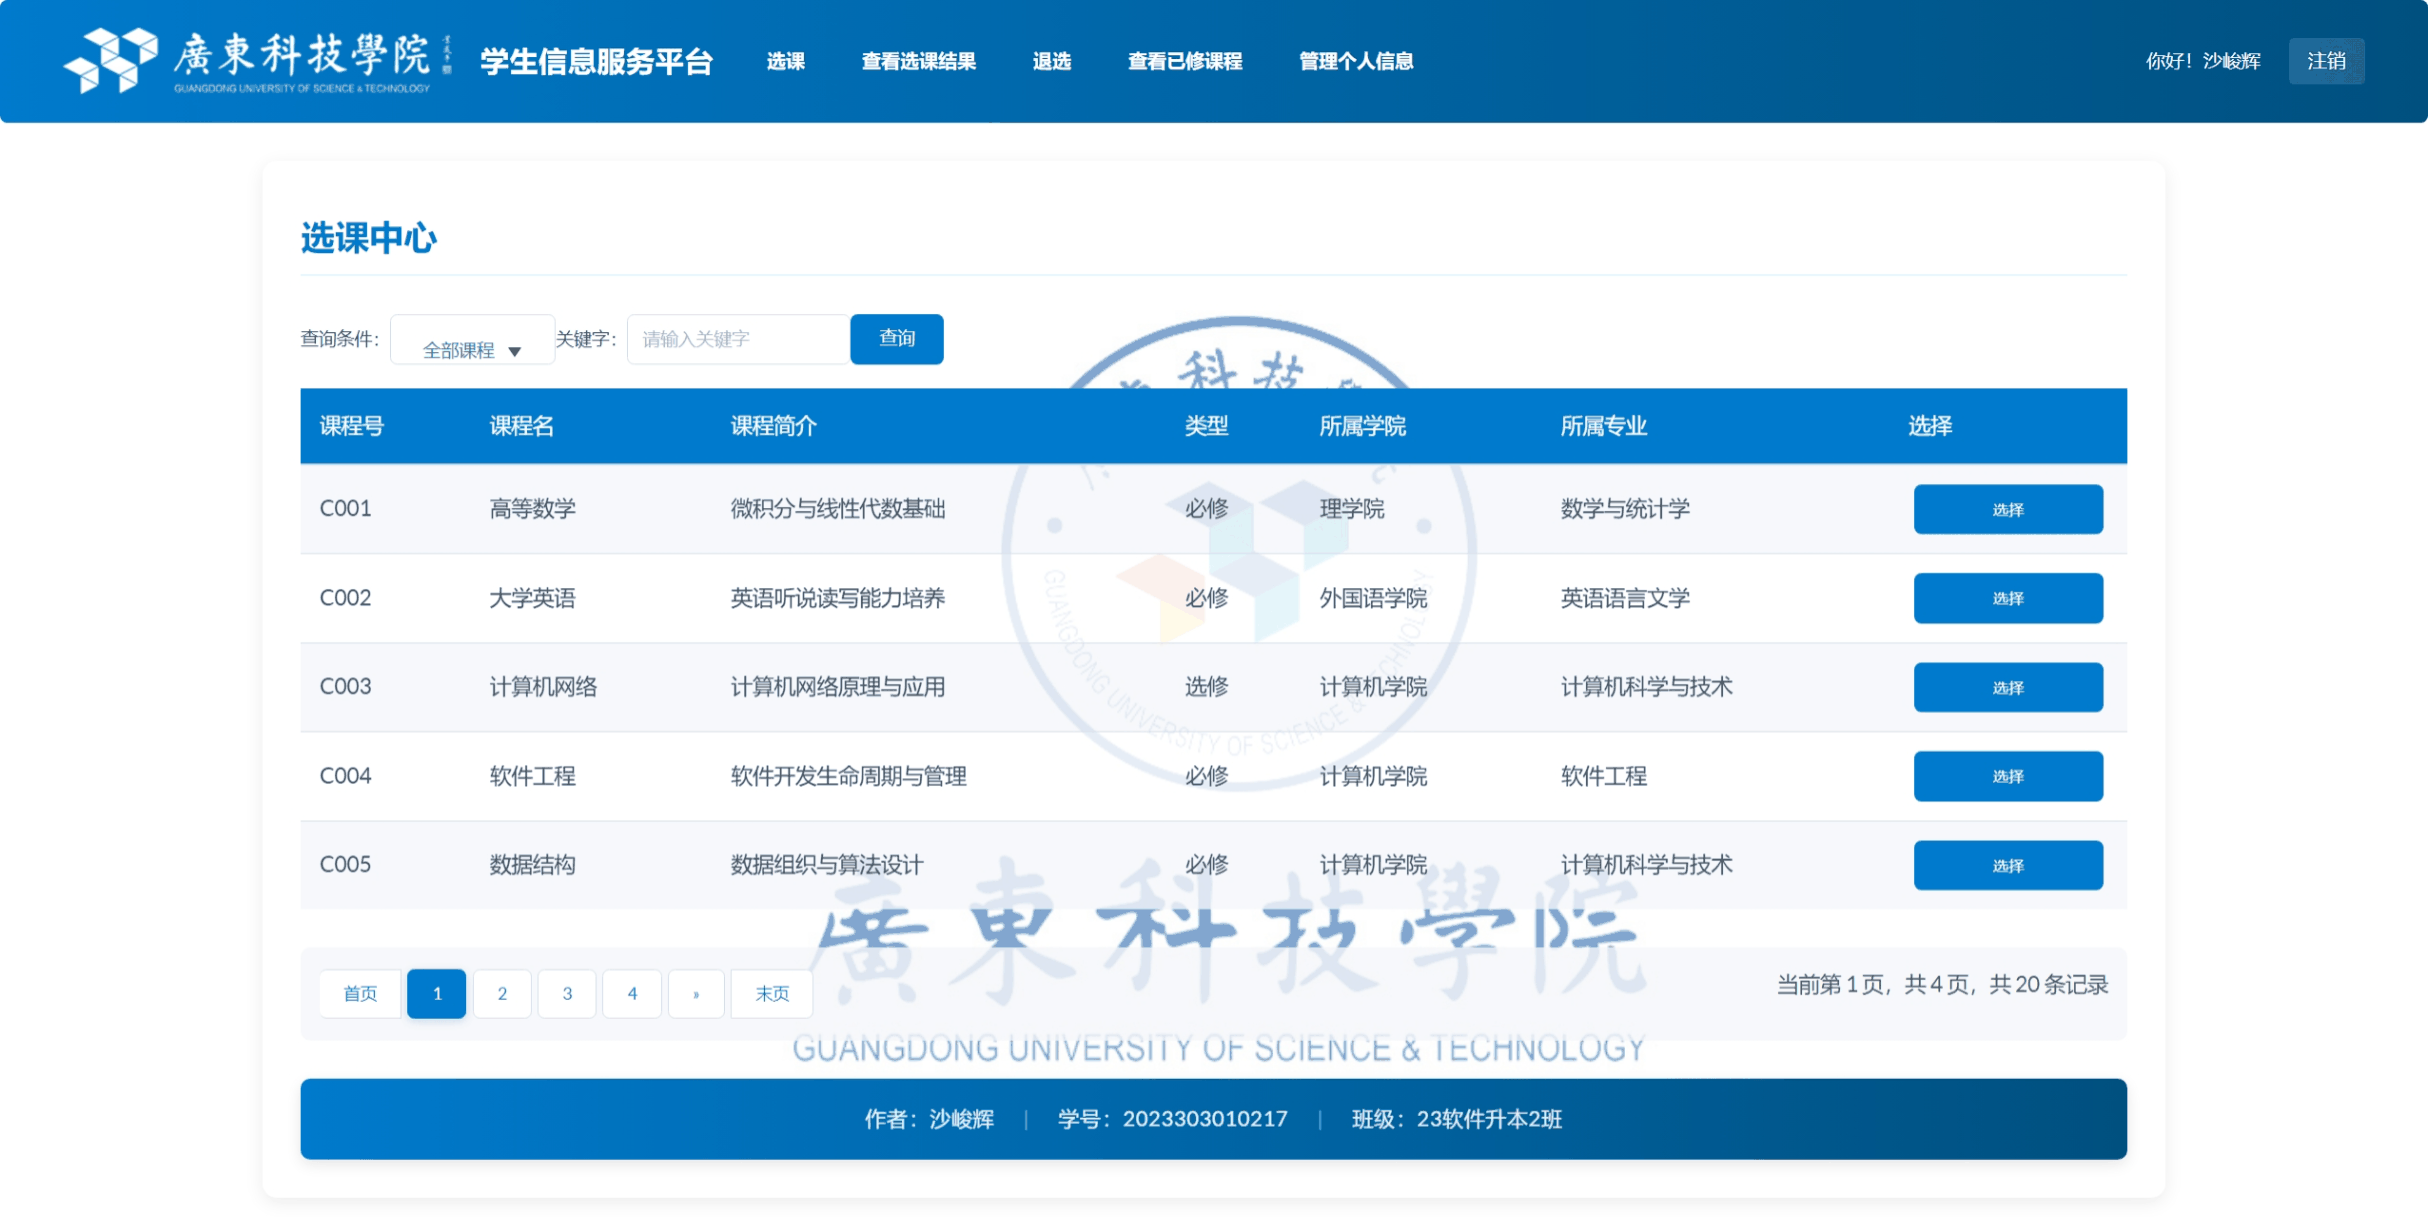 廣東科技學院
GUANGDONG UNIVERSITY OF SCIENCE & TECHNOLOGY
学生信息服务平台 选课 查看选课结果 退选 查看已修课程 管理个人信息 你好！沙峻辉 注销
选课中心
查询条件： 全部课程 ▼ 关键字： 请输入关键字 查询
课程号 课程名 课程简介 类型 所属学院 所属专业 选择
C001 高等数学 微积分与线性代数基础 必修 理学院 数学与统计学 选择
C002 大学英语 英语听说读写能力培养 必修 外国语学院 英语语言文学 选择
C003 计算机网络 计算机网络原理与应用 选修 计算机学院 计算机科学与技术 选择
C004 软件工程 软件开发生命周期与管理 必修 计算机学院 软件工程 选择
C005 数据结构 数据组织与算法设计 必修 计算机学院 计算机科学与技术 选择
科技
GUANGDONG UNIVERSITY OF SCIENCE & TECHNOLOGY
廣東科技學院
首页 1 2 3 4 » 末页 当前第 1 页，共 4 页，共 20 条记录
GUANGDONG UNIVERSITY OF SCIENCE & TECHNOLOGY
作者：沙峻辉 | 学号：2023303010217 | 班级：23软件升本2班